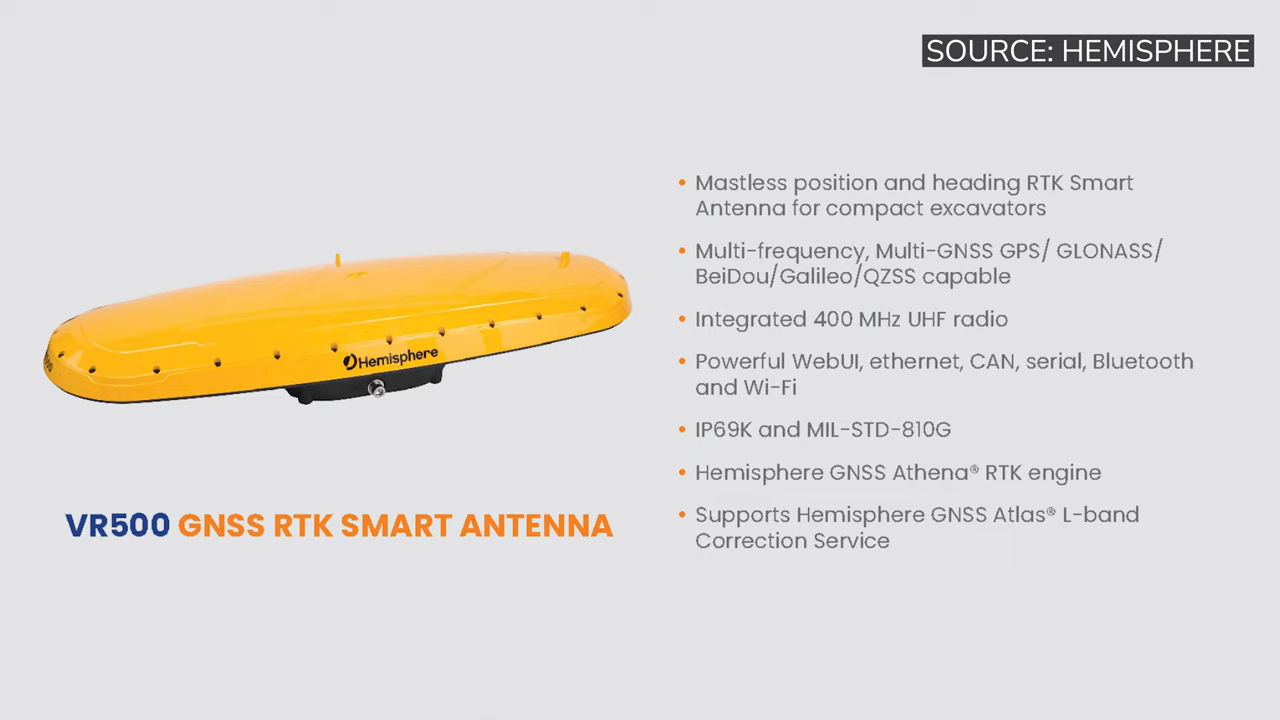 SOURCE: HEMISPHERE
• Mastless position and heading RTK Smart
Antenna for compact excavators
• Multi-frequency, Multi-GNSS GPS/ GLONASS/
BeiDou/Galileo/QZSS capable
• Integrated 400 MHz UHF radio
• Powerful WebUI, ethernet, CAN, serial, Bluetooth
and Wi-Fi
• IP69K and MIL-STD-810G
• Hemisphere GNSS Athena® RTK engine
• Supports Hemisphere GNSS Atlas® L-band
Correction Service
Hemisphere
VR500 GNSS RTK SMART ANTENNA